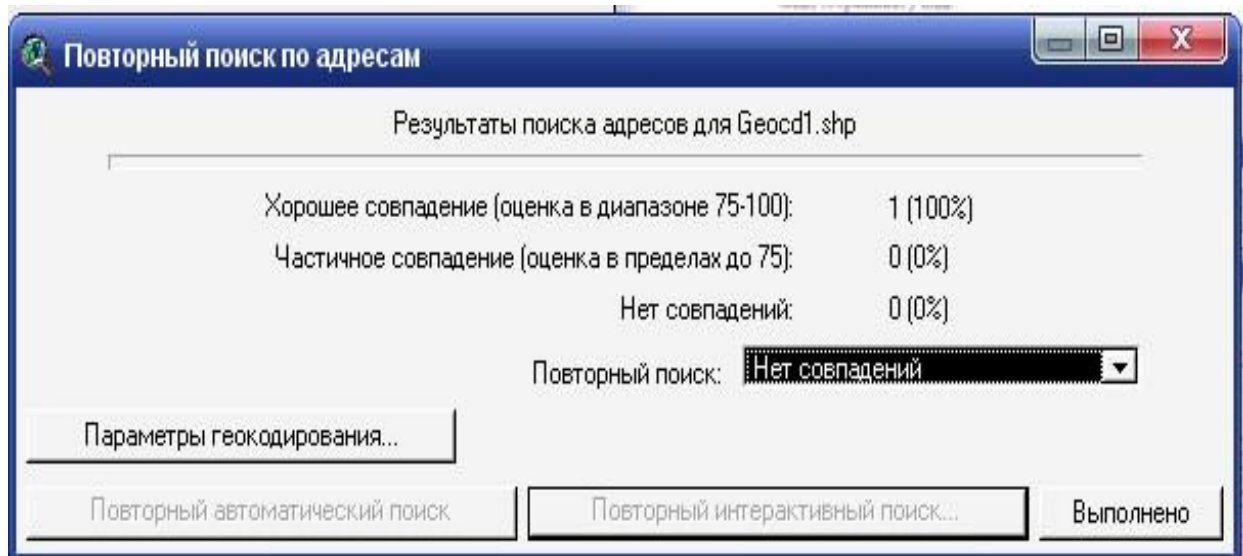 Повторный поиск по адресам
Результаты поиска адресов для Geocd1.shp
Хорошее совпадение (оценка в диапазоне 75-100): 1 (100%)
Частичное совпадение (оценка в пределах до 75): 0 (0%)
Нет совпадений: 0 (0%)
Повторный поиск: Нет совпадений
Параметры геокодирования...
Повторный автоматический поиск Повторный интерактивный поиск... Выполнено